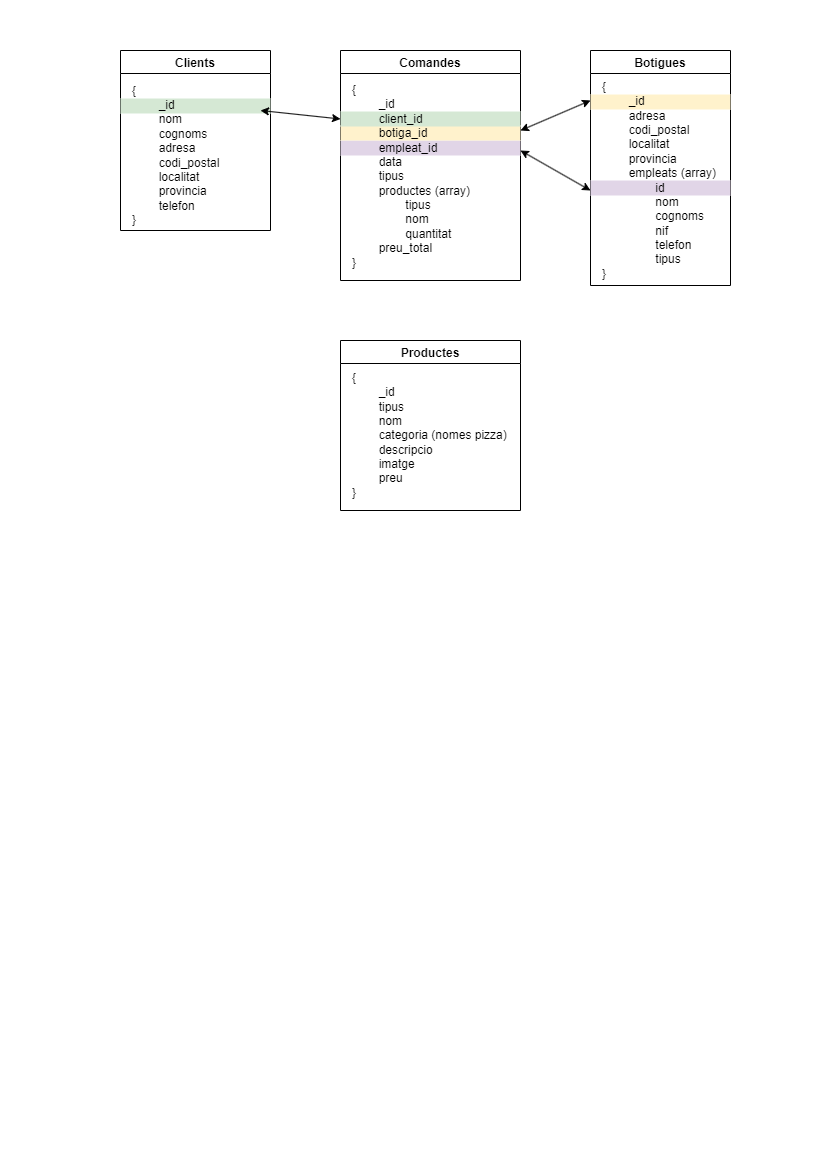 Clients
{
_id
nom
cognoms
adresa
codi_postal
localitat
provincia
telefon
}
Comandes
{
_id
client_id
botiga_id
empleat_id
data
tipus
productes (array)
tipus
nom
quantitat
preu_total
}
Botigues
{
_id
adresa
codi_postal
localitat
provincia
empleats (array)
id
nom
cognoms
nif
telefon
tipus
}
Productes
{
_id
tipus
nom
categoria (nomes pizza)
descripcio
imatge
preu
}